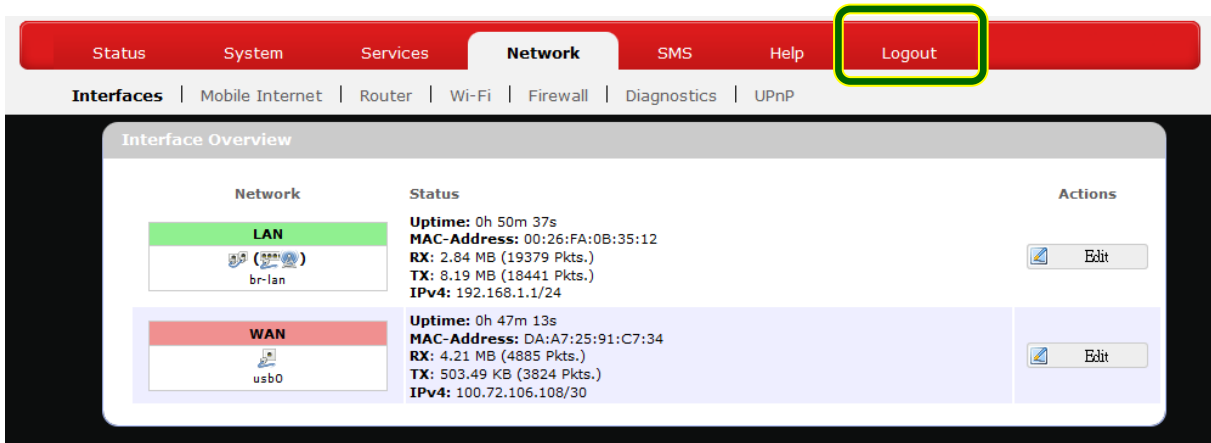 Status System Services Network SMS Help Logout
Interfaces | Mobile Internet | Router | Wi-Fi | Firewall | Diagnostics | UPnP
Interface Overview
Network Status Actions
LAN
( )
br-lan
Uptime: 0h 50m 37s
MAC-Address: 00:26:FA:0B:35:12
RX: 2.84 MB (19379 Pkts.)
TX: 8.19 MB (18441 Pkts.)
IPv4: 192.168.1.1/24
Edit
WAN
usb0
Uptime: 0h 47m 13s
MAC-Address: DA:A7:25:91:C7:34
RX: 4.21 MB (4885 Pkts.)
TX: 503.49 KB (3824 Pkts.)
IPv4: 100.72.106.108/30
Edit